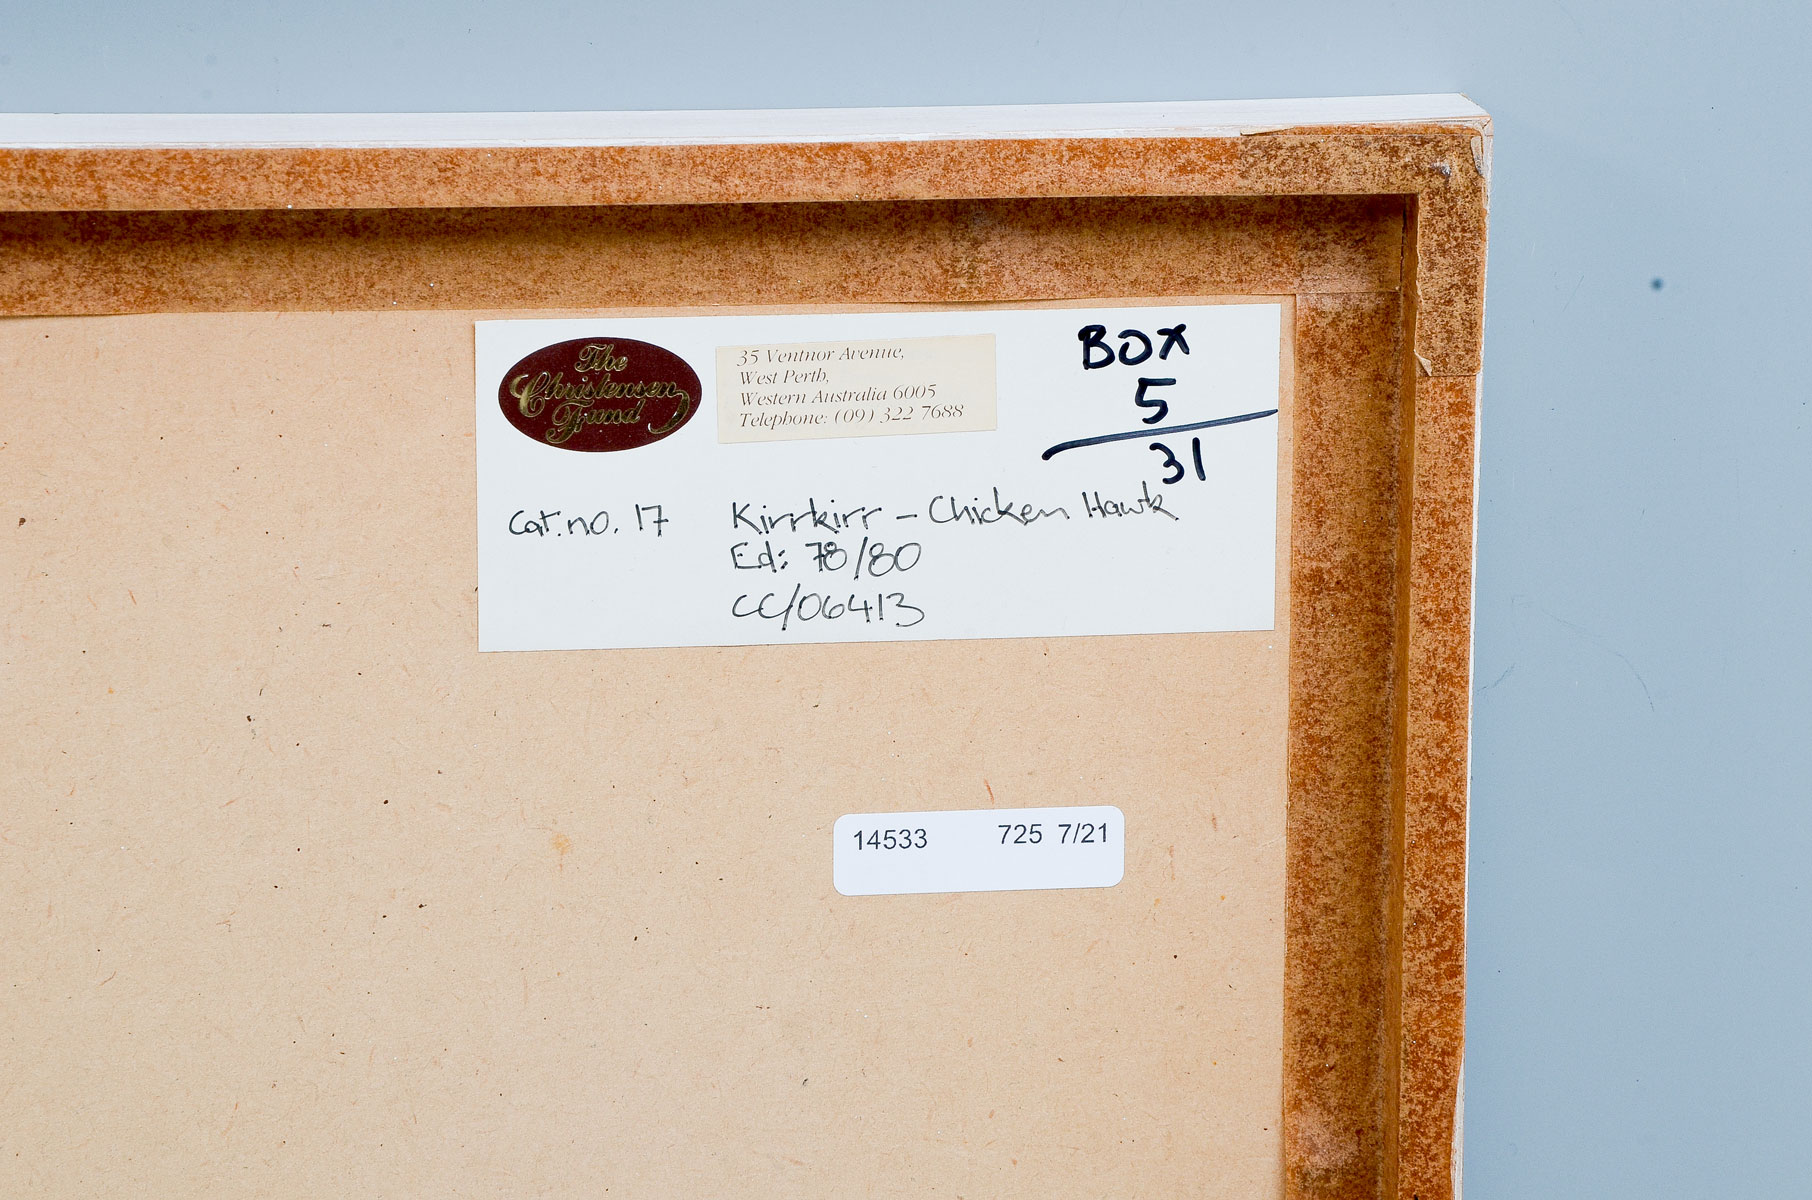 The
Christensen
Fund
35 Ventnor Avenue,
West Perth,
Western Australia 6005
Telephone: (09) 322 7688
BOX
5
31
Cat.no. 17
Kirrkirr – Chicken Hawk
Ed: 78/80
CC/06413
14533 725 7/21